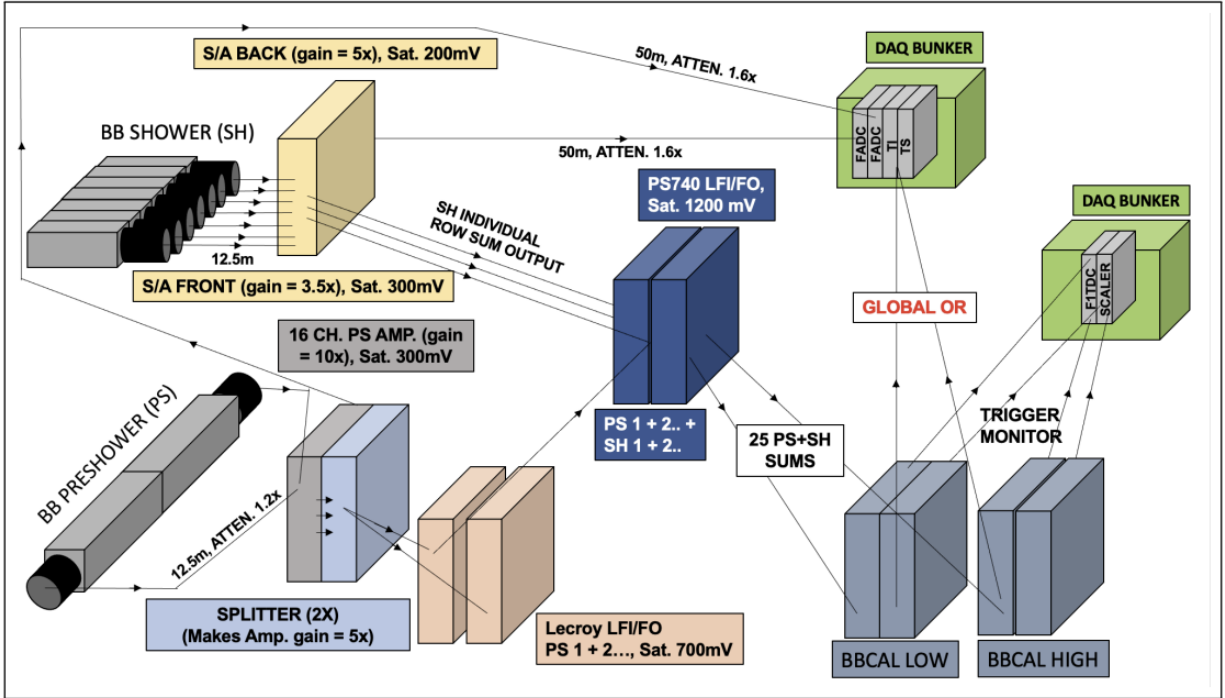 S/A BACK (gain = 5x), Sat. 200mV
50m, ATTEN. 1.6x
DAQ BUNKER
FADC
FADC
TI
TS
BB SHOWER (SH)
50m, ATTEN. 1.6x
PS740 LFI/FO,
Sat. 1200 mV
DAQ BUNKER
F1TDC
SCALER
SH INDIVIDUAL
ROW SUM OUTPUT
12.5m
S/A FRONT (gain = 3.5x), Sat. 300mV
GLOBAL OR
16 CH. PS AMP. (gain
= 10x), Sat. 300mV
BB PRESHOWER (PS)
PS 1 + 2.. +
SH 1 + 2..
TRIGGER
MONITOR
25 PS+SH
SUMS
12.5m, ATTEN. 1.2x
SPLITTER (2X)
(Makes Amp. gain = 5x)
Lecroy LFI/FO
PS 1 + 2…, Sat. 700mV
BBCAL LOW
BBCAL HIGH